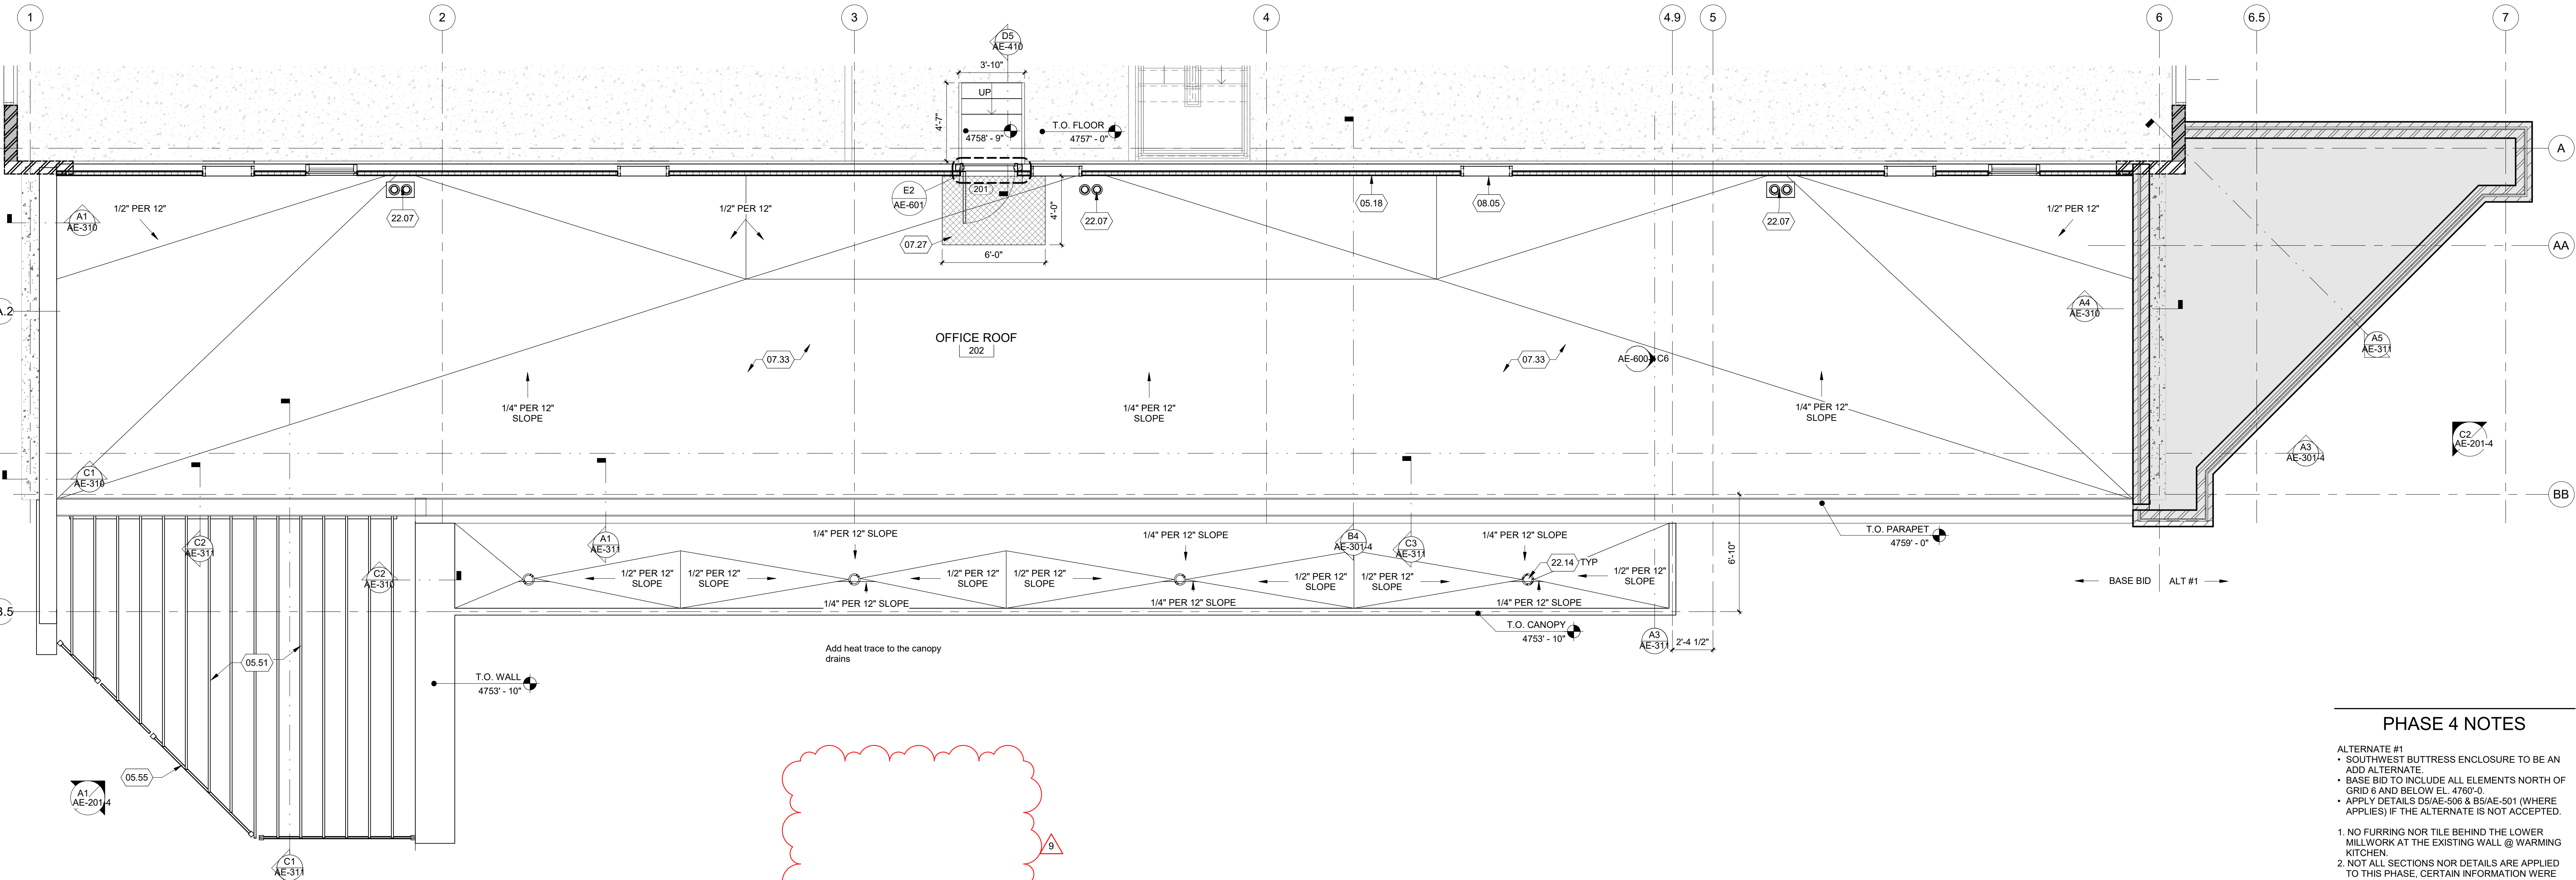 1
2
3
4
4.9
5
6
6.5
7
D5
AE-410
3'-10"
UP
4'-7"
4758' - 9"
T.O. FLOOR
4757' - 0"
A
E2
AE-601
201
4'-0"
6'-0"
07.27
22.07
22.07
05.18
08.05
22.07
A1
AE-310
1/2" PER 12"
1/2" PER 12"
1/2" PER 12"
AA
A.2
OFFICE ROOF
202
07.33
07.33
AE-600
C6
A4
AE-310
A5
AE-311
1/4" PER 12"
SLOPE
1/4" PER 12"
SLOPE
1/4" PER 12"
SLOPE
C2
AE-201-4
A3
AE-301-4
C1
AE-310
BB
C2
AE-311
C2
AE-310
A1
AE-311
1/4" PER 12" SLOPE
1/4" PER 12" SLOPE
B4
AE-301-4
C3
AE-311
1/4" PER 12" SLOPE
22.14
TYP
T.O. PARAPET
4759' - 0"
6'-10"
1/2" PER 12"
SLOPE
1/2" PER 12"
SLOPE
1/2" PER 12"
SLOPE
1/2" PER 12"
SLOPE
1/2" PER 12"
SLOPE
1/2" PER 12"
SLOPE
1/2" PER 12"
SLOPE
1/4" PER 12" SLOPE
1/4" PER 12" SLOPE
1/4" PER 12" SLOPE
BASE BID
ALT #1
B.5
T.O. CANOPY
4753' - 10"
A3
AE-311
2'-4 1/2"
Add heat trace to the canopy
drains
05.51
T.O. WALL
4753' - 10"
05.55
A1
AE-201-4
C1
AE-311
9
PHASE 4 NOTES
ALTERNATE #1
• SOUTHWEST BUTTRESS ENCLOSURE TO BE AN
ADD ALTERNATE.
• BASE BID TO INCLUDE ALL ELEMENTS NORTH OF
GRID 6 AND BELOW EL. 4760'-0.
• APPLY DETAILS D5/AE-506 & B5/AE-501 (WHERE
APPLIES) IF THE ALTERNATE IS NOT ACCEPTED.
1. NO FURRING NOR TILE BEHIND THE LOWER
MILLWORK AT THE EXISTING WALL @ WARMING
KITCHEN.
2. NOT ALL SECTIONS NOR DETAILS ARE APPLIED
TO THIS PHASE, CERTAIN INFORMATION WERE